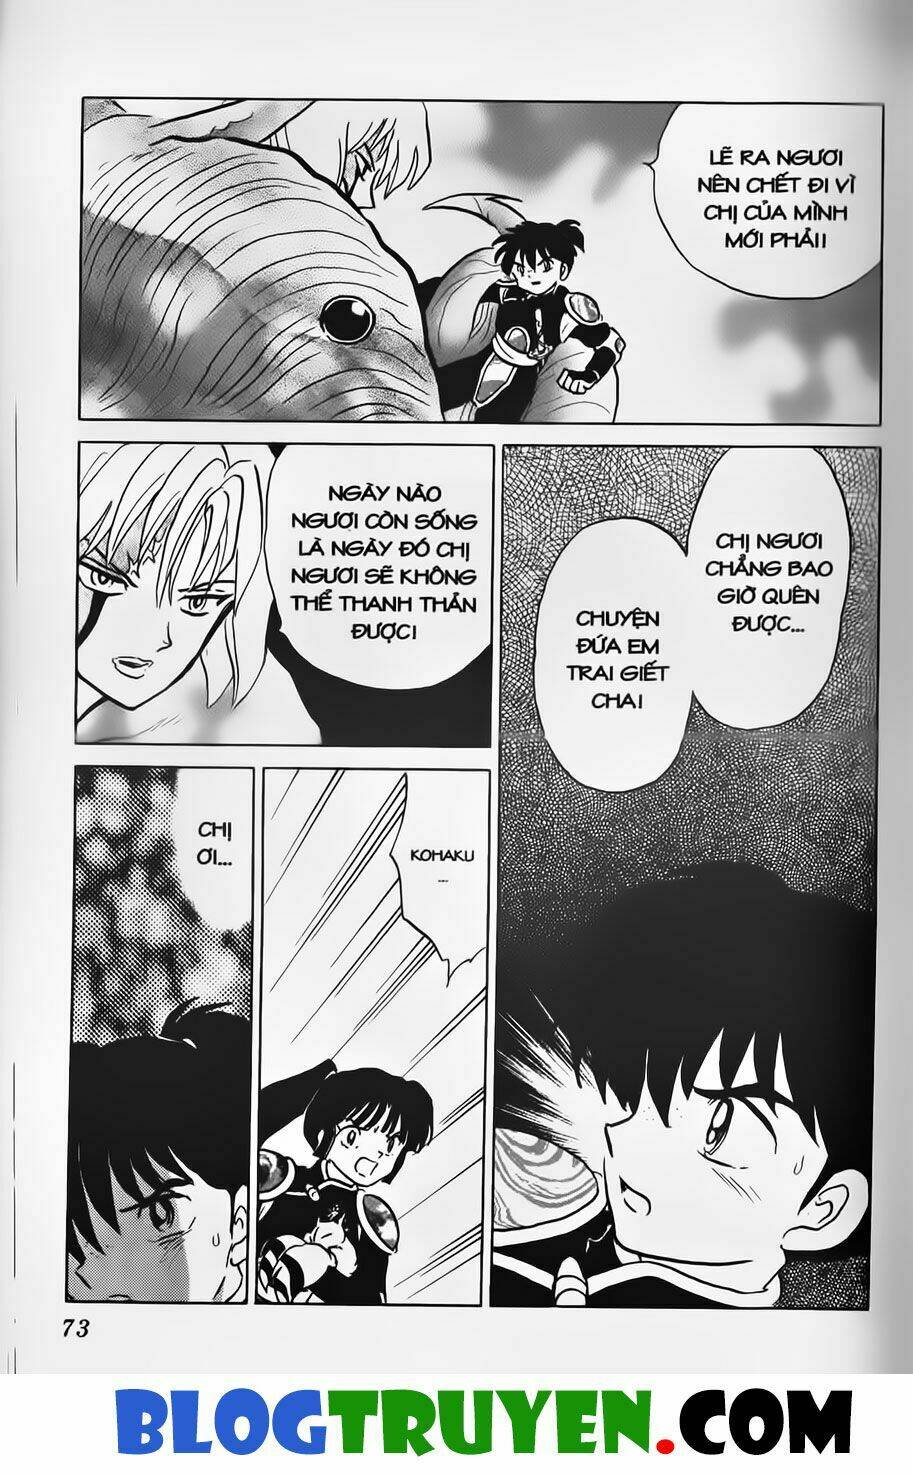 LẼ RA NGƯƠI
NÊN CHẾT ĐI VÌ
CHỊ CỦA MÌNH
MỚI PHẢI!
NGÀY NÀO
NGƯƠI CÒN SỐNG
LÀ NGÀY ĐÓ CHỊ
NGƯƠI SẼ KHÔNG
THỂ THANH THẢN
ĐƯỢC!
CHỊ NGƯƠI
CHẲNG BAO
GIỜ QUÊN
ĐƯỢC...
CHUYỆN
ĐỨA EM
TRAI GIẾT
CHA!
KOHAKU
...
CHỊ
ƠI...
73
BLOGTRUYEN.COM